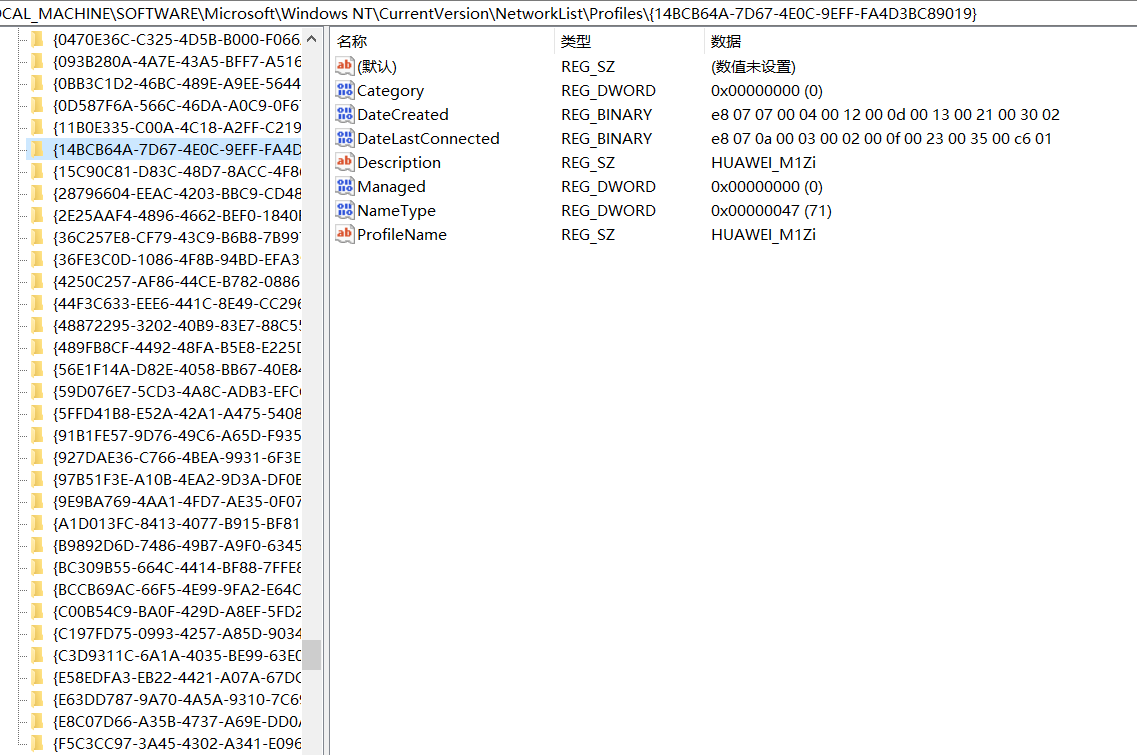 OCAL_MACHINE\SOFTWARE\Microsoft\Windows NT\CurrentVersion\NetworkList\Profiles\{14BCB64A-7D67-4E0C-9EFF-FA4D3BC89019}
{0470E36C-C325-4D5B-B000-F066
{093B280A-4A7E-43A5-BFF7-A516
{0BB3C1D2-46BC-489E-A9EE-5644
{0D587F6A-566C-46DA-A0C9-0F67
{11B0E335-C00A-4C18-A2FF-C219
{14BCB64A-7D67-4E0C-9EFF-FA4D
{15C90C81-D83C-48D7-8ACC-4F86
{28796604-EEAC-4203-BBC9-CD48
{2E25AAF4-4896-4662-BEF0-1840
{36C257E8-CF79-43C9-B6B8-7B997
{36FE3C0D-1086-4F8B-94BD-EFA3
{4250C257-AF86-44CE-B782-0886
{44F3C633-EEE6-441C-8E49-CC296
{48872295-3202-40B9-83E7-88C55
{489FB8CF-4492-48FA-B5E8-E225D
{56E1F14A-D82E-4058-BB67-40E84
{59D076E7-5CD3-4A8C-ADB3-EFC
{5FFD41B8-E52A-42A1-A475-5408
{91B1FE57-9D76-49C6-A65D-F935
{927DAE36-C766-4BEA-9931-6F3E
{97B51F3E-A10B-4EA2-9D3A-DF0E
{9E9BA769-4AA1-4FD7-AE35-0F07
{A1D013FC-8413-4077-B915-BF81
{B9892D6D-7486-49B7-A9F0-6345
{BC309B55-664C-4414-BF88-7FFE8
{BCCB69AC-66F5-4E99-9FA2-E64C
{C00B54C9-BA0F-429D-A8EF-5FD2
{C197FD75-0993-4257-A85D-9034
{C3D9311C-6A1A-4035-BE99-63E0
{E58EDFA3-EB22-4421-A07A-67DC
{E63DD787-9A70-4A5A-9310-7C69
{E8C07D66-A35B-4737-A69E-DD0A
{F5C3CC97-3A45-4302-A341-E096
名称 类型 数据
(默认) REG_SZ (数值未设置)
Category REG_DWORD 0x00000000 (0)
DateCreated REG_BINARY e8 07 07 00 04 00 12 00 0d 00 13 00 21 00 30 02
DateLastConnected REG_BINARY e8 07 0a 00 03 00 02 00 0f 00 23 00 35 00 c6 01
Description REG_SZ HUAWEI_M1Zi
Managed REG_DWORD 0x00000000 (0)
NameType REG_DWORD 0x00000047 (71)
ProfileName REG_SZ HUAWEI_M1Zi